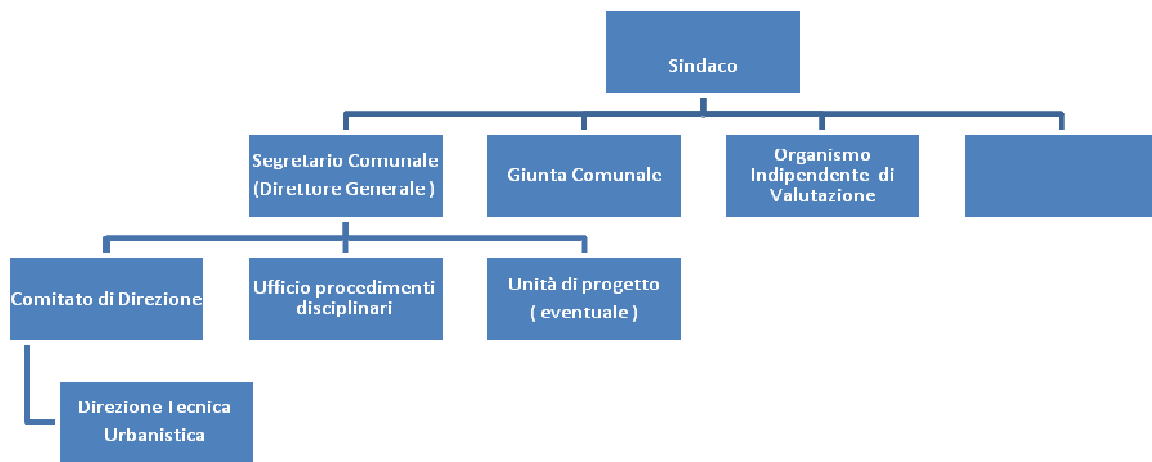 Sindaco
Segretario Comunale
(Direttore Generale )
Giunta Comunale
Organismo
Indipendente di
Valutazione
Comitato di Direzione
Ufficio procedimenti
disciplinari
Unità di progetto
( eventuale )
Direzione Tecnica
Urbanistica